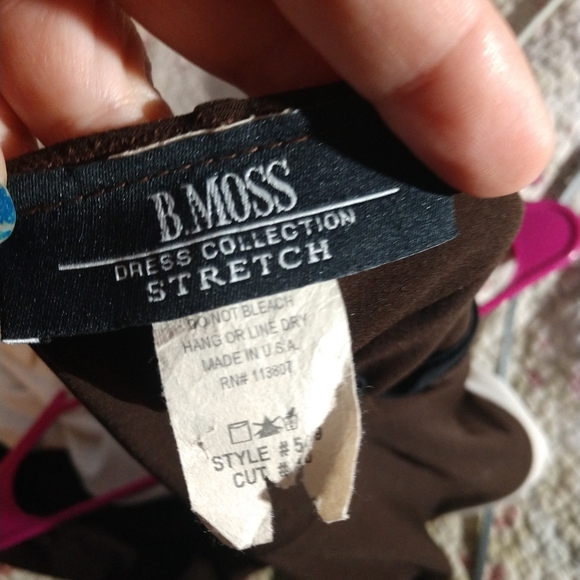 B.MOSS
DRESS COLLECTION
STRETCH
DO NOT BLEACH
HANG OR LINE DRY
MADE IN U.S.A.
RN# 113807
STYLE #
CUT #